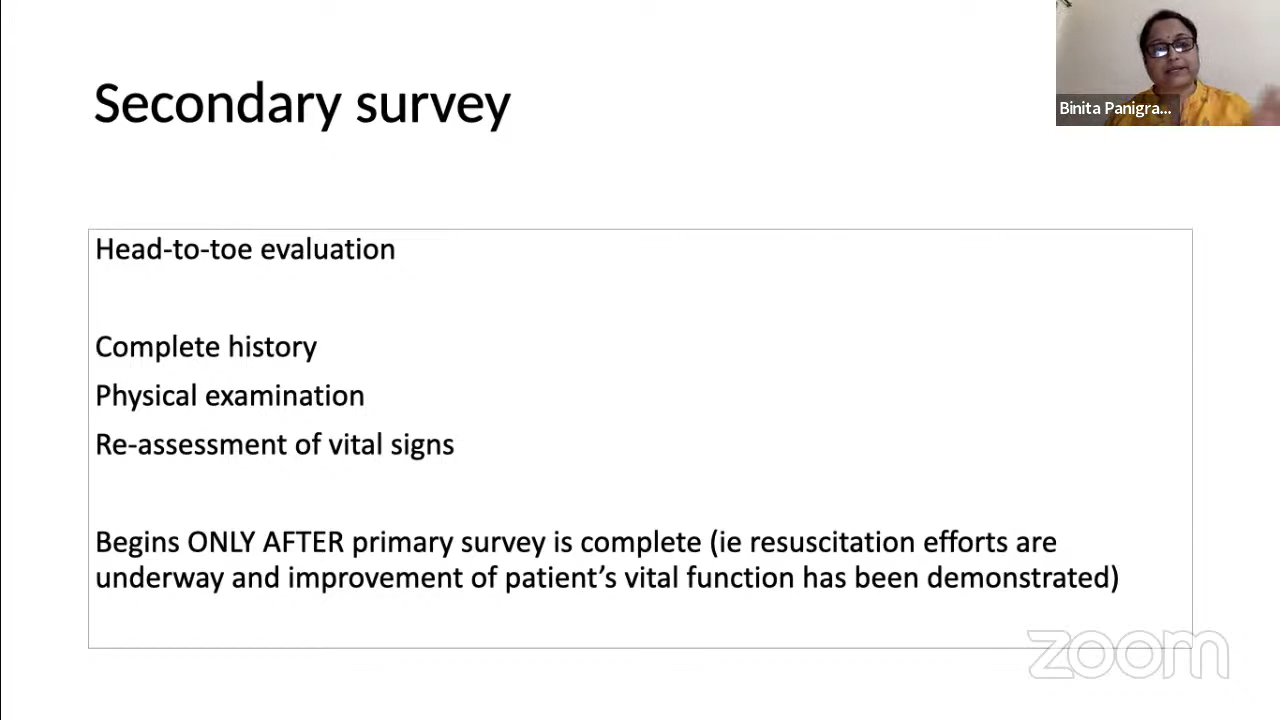 Secondary survey
Binita Panigra...
Head-to-toe evaluation
Complete history
Physical examination
Re-assessment of vital signs
Begins ONLY AFTER primary survey is complete (ie resuscitation efforts are
underway and improvement of patient’s vital function has been demonstrated)
zoom